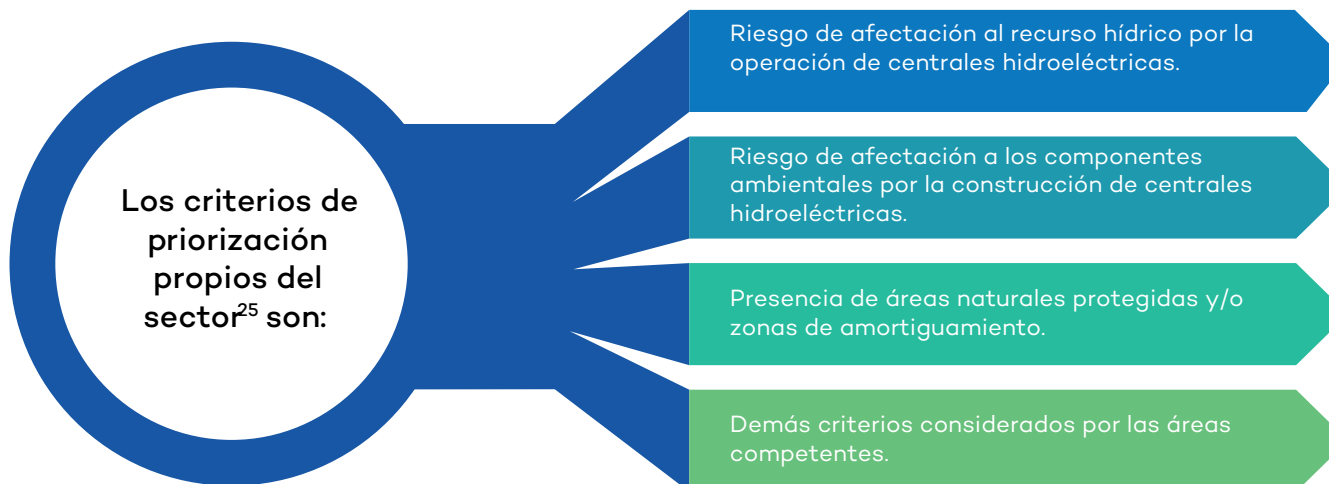 Los criterios de
priorización
propios del
sector²⁵ son:
Riesgo de afectación al recurso hídrico por la
operación de centrales hidroeléctricas.
Riesgo de afectación a los componentes
ambientales por la construcción de centrales
hidroeléctricas.
Presencia de áreas naturales protegidas y/o
zonas de amortiguamiento.
Demás criterios considerados por las áreas
competentes.